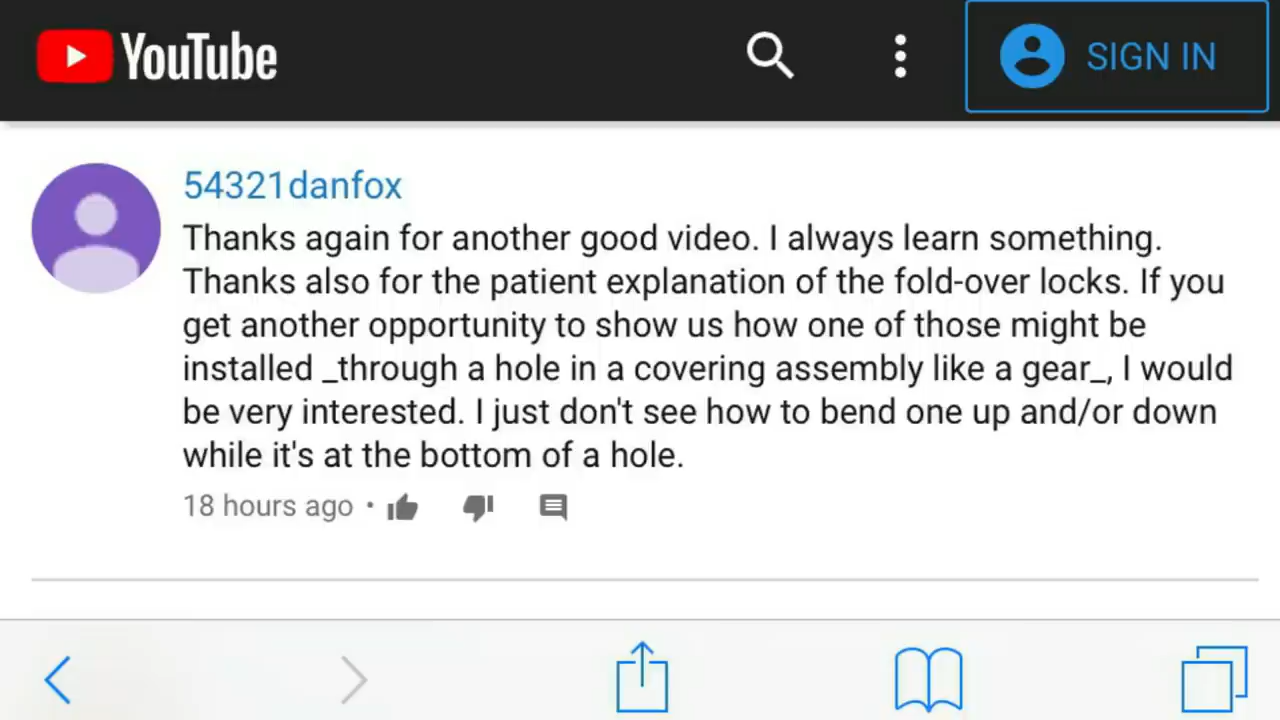 YouTube
SIGN IN
54321danfox
Thanks again for another good video. I always learn something.
Thanks also for the patient explanation of the fold-over locks. If you
get another opportunity to show us how one of those might be
installed _through a hole in a covering assembly like a gear_, I would
be very interested. I just don't see how to bend one up and/or down
while it's at the bottom of a hole.
18 hours ago •